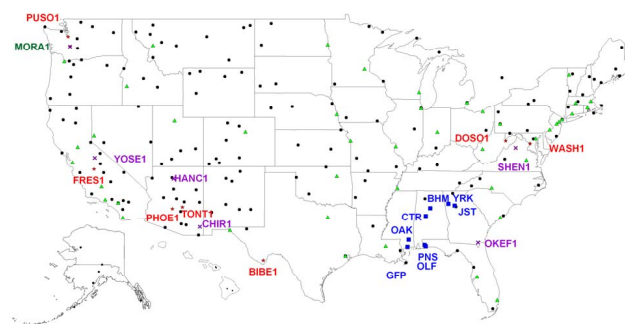 PUSO1
MORA1
DOSO1
WASH1
YOSE1
SHEN1
HANC1
FRES1
BHM YRK
TONT1
JST
PHOE1
CTR
CHIR1
OAK
OKEF1
PNS
BIBE1
OLF
GFP